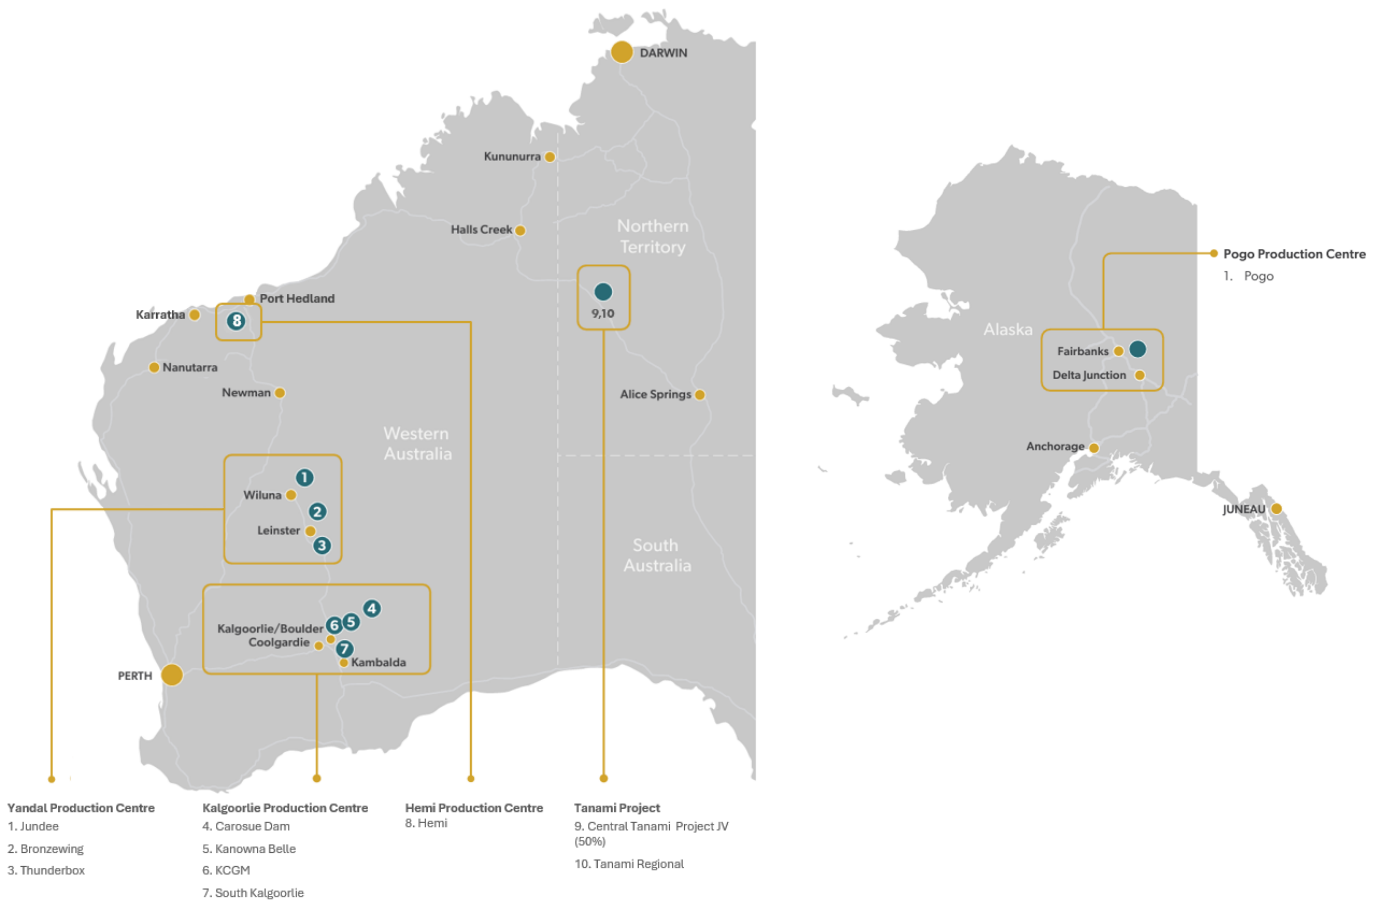 DARWIN
Kununurra
Halls Creek
Northern
Territory
Port Hedland
Karratha
8
9,10
Nanutarra
Newman
Alice Springs
Western
Australia
1
Wiluna
2
Leinster
3
South
Australia
4
5
6
Kalgoorlie/Boulder
Coolgardie
7
Kambalda
PERTH
Yandal Production Centre
1. Jundee
2. Bronzewing
3. Thunderbox
Kalgoorlie Production Centre
4. Carosue Dam
5. Kanowna Belle
6. KCGM
7. South Kalgoorlie
Hemi Production Centre
8. Hemi
Tanami Project
9. Central Tanami Project JV
(50%)
10. Tanami Regional
Pogo Production Centre
1. Pogo
Alaska
Fairbanks
Delta Junction
Anchorage
JUNEAU